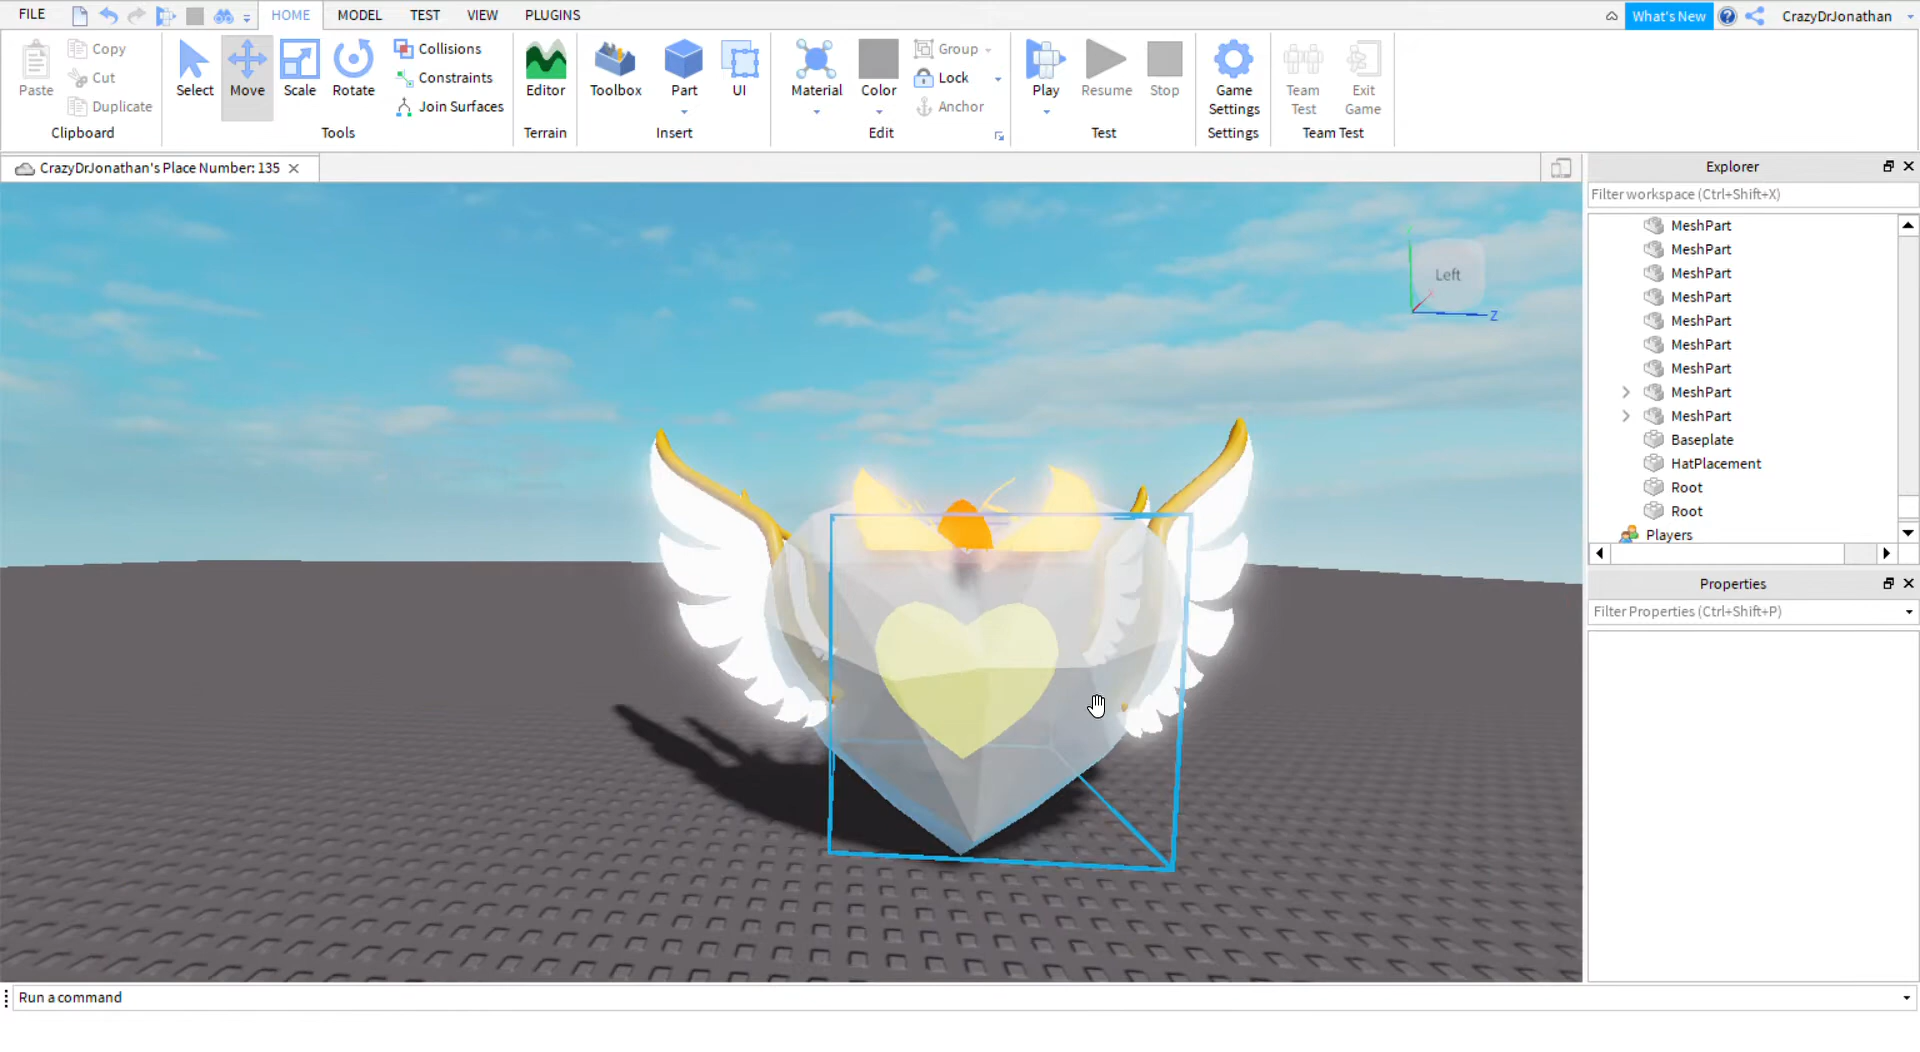 FILE HOME MODEL TEST VIEW PLUGINS What's New CrazyDrJonathan
Paste Copy Cut Duplicate
Clipboard
Select Move Scale Rotate Collisions Constraints Join Surfaces
Tools
Editor
Terrain
Toolbox Part UI
Insert
Material Color Group Lock Anchor
Edit
Play Resume Stop
Test
Game Settings
Settings
Team Test Exit Game
Team Test
CrazyDrJonathan's Place Number: 135
Left
Z
Explorer
Filter workspace (Ctrl+Shift+X)
MeshPart
MeshPart
MeshPart
MeshPart
MeshPart
MeshPart
MeshPart
MeshPart
MeshPart
Baseplate
HatPlacement
Root
Root
Players
Properties
Filter Properties (Ctrl+Shift+P)
Run a command